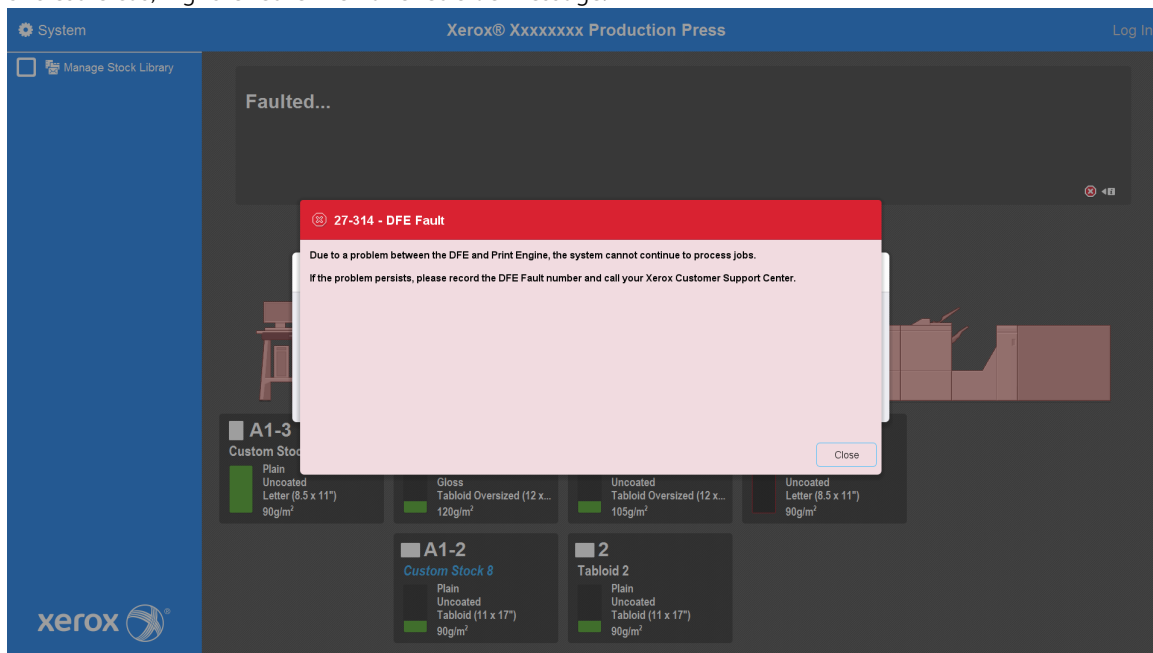 System
Xerox® Xxxxxxxx Production Press
Log In
Manage Stock Library
Faulted...
27-314 - DFE Fault
Due to a problem between the DFE and Print Engine, the system cannot continue to process jobs.
If the problem persists, please record the DFE Fault number and call your Xerox Customer Support Center.
Close
A1-3
Custom Stoc
Plain
Uncoated
Letter (8.5 x 11")
90g/m²
Gloss
Tabloid Oversized (12 x...
120g/m²
Uncoated
Tabloid Oversized (12 x...
105g/m²
Uncoated
Letter (8.5 x 11")
90g/m²
A1-2
Custom Stock 8
Plain
Uncoated
Tabloid (11 x 17")
90g/m²
2
Tabloid 2
Plain
Uncoated
Tabloid (11 x 17")
90g/m²
xerox